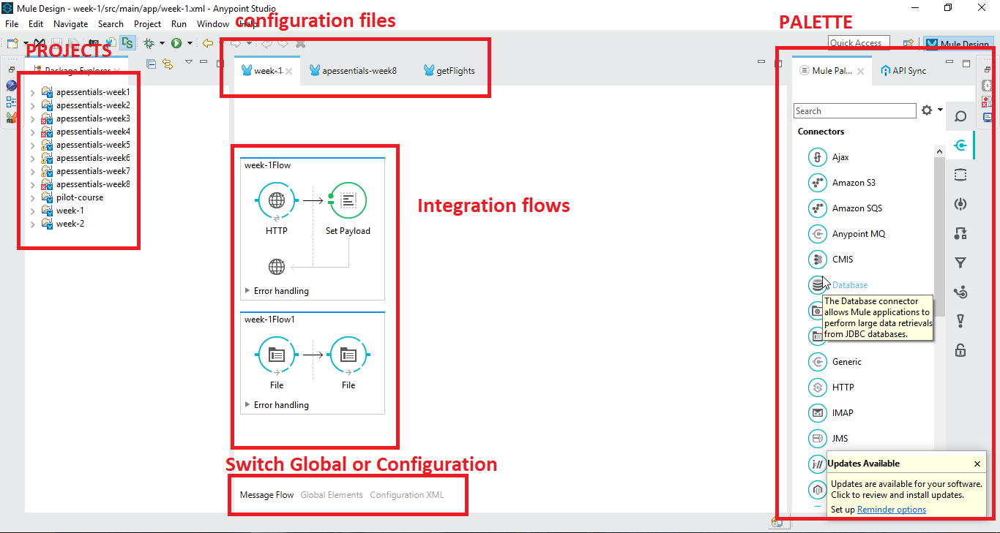 Mule Design - week-1/src/main/app/week-1.xml - Anypoint Studio
File Edit Navigate Search Project Run Window Help
configuration files
PALETTE
Quick Access
Mule Design
PROJECTS
Package Explorer
week-1
apessentials-week8
getFlights
Mule Pal...
API Sync
apessentials-week1
apessentials-week2
apessentials-week3
apessentials-week4
apessentials-week5
apessentials-week6
apessentials-week7
apessentials-week8
pilot-course
week-1
week-2
week-1Flow
HTTP
Set Payload
Error handling
week-1Flow1
File
File
Error handling
Integration flows
Switch Global or Configuration
Message Flow Global Elements Configuration XML
Search
Connectors
Ajax
Amazon S3
Amazon SQS
Anypoint MQ
CMIS
Database
The Database connector
allows Mule applications to
perform large data retrievals
from JDBC databases.
Generic
HTTP
IMAP
JMS
Updates Available
Updates are available for your software.
Click to review and install updates.
Set up Reminder options